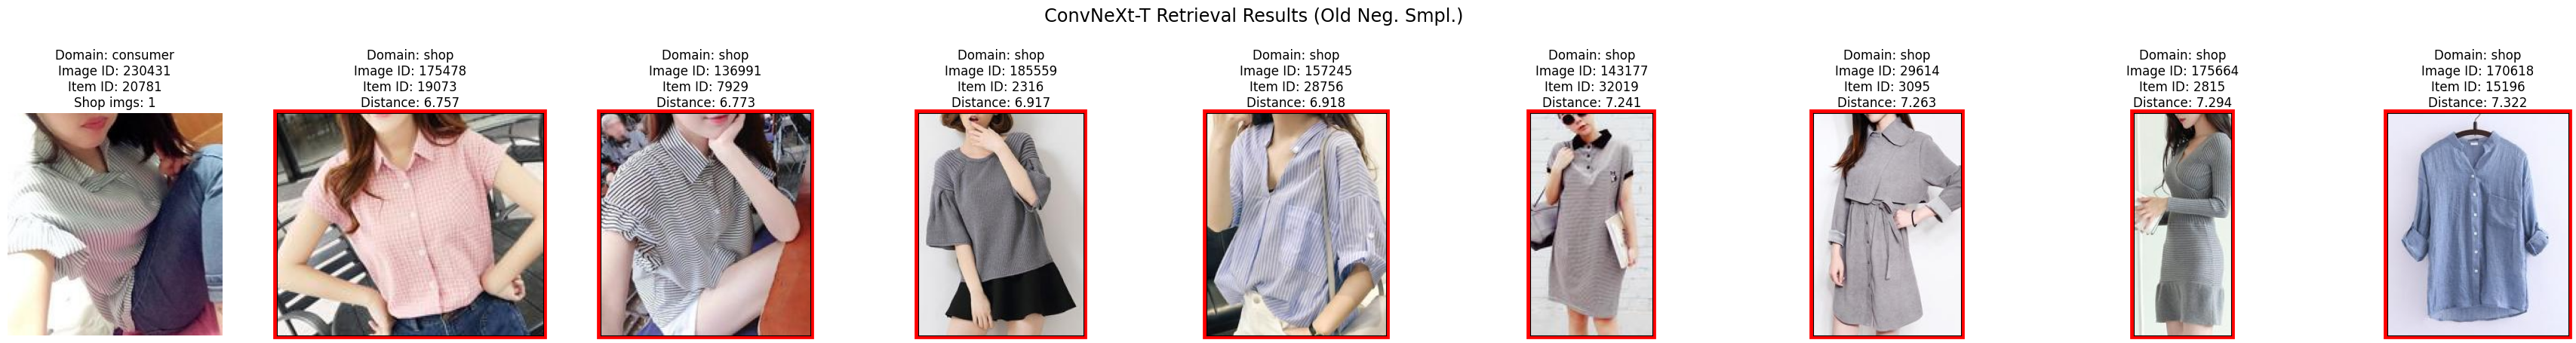 ConvNeXt-T Retrieval Results (Old Neg. Smpl.)
Domain: consumer
Image ID: 230431
Item ID: 20781
Shop imgs: 1
Domain: shop
Image ID: 175478
Item ID: 19073
Distance: 6.757
Domain: shop
Image ID: 136991
Item ID: 7929
Distance: 6.773
Domain: shop
Image ID: 185559
Item ID: 2316
Distance: 6.917
Domain: shop
Image ID: 157245
Item ID: 28756
Distance: 6.918
Domain: shop
Image ID: 143177
Item ID: 32019
Distance: 7.241
Domain: shop
Image ID: 29614
Item ID: 3095
Distance: 7.263
Domain: shop
Image ID: 175664
Item ID: 2815
Distance: 7.294
Domain: shop
Image ID: 170618
Item ID: 15196
Distance: 7.322